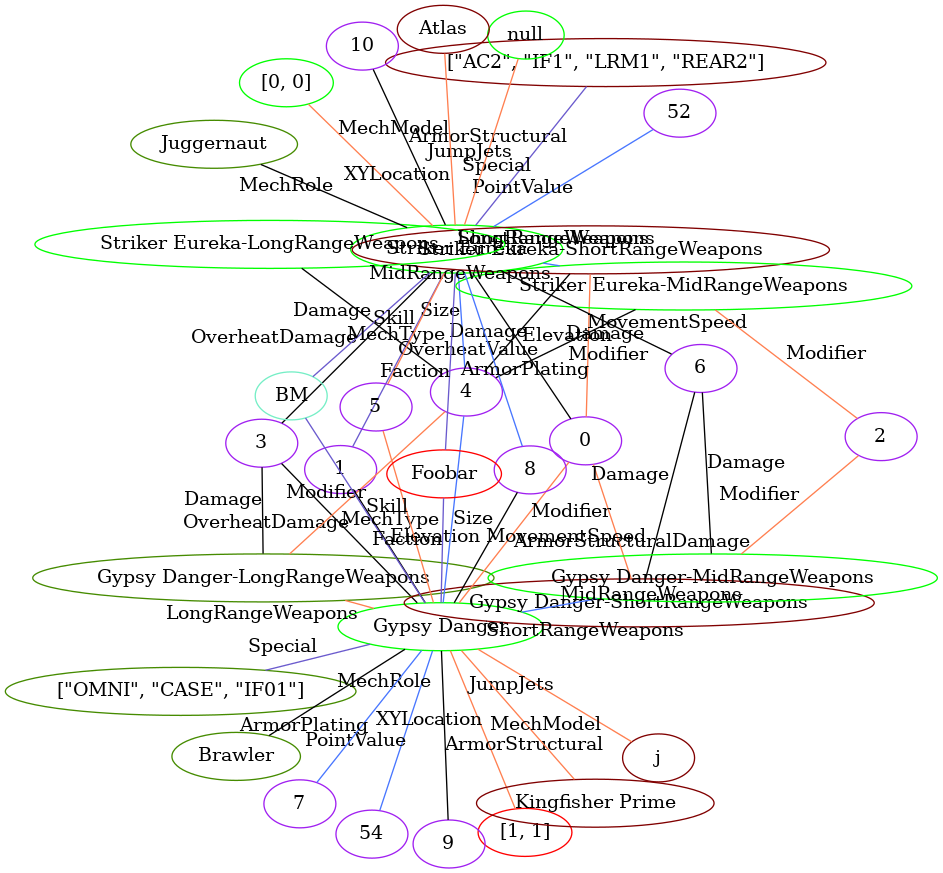 Atlas
null
10
["AC2", "IF1", "LRM1", "REAR2"]
[0, 0]
52
MechModel
ArmorStructural
Juggernaut
JumpJets
Special
XYLocation
MechRole
PointValue
Striker Eureka-LongRangeWeapons
LongRangeWeapons
ShortRangeWeapons
Striker Eureka
Striker Eureka-ShortRangeWeapons
MidRangeWeapons
Striker Eureka-MidRangeWeapons
Damage
Size
Skill
MovementSpeed
OverheatDamage
MechType
Damage
Elevation
Damage
OverheatValue
Modifier
Modifier
Faction
ArmorPlating
6
BM
5
4
3
0
2
1
Foobar
8
Damage
Damage
Modifier
Modifier
Damage
Skill
Modifier
OverheatDamage
MechType
Size
Elevation
MovementSpeed
Faction
ArmorStructuralDamage
Gypsy Danger-LongRangeWeapons
Gypsy Danger-MidRangeWeapons
MidRangeWeapons
Gypsy Danger-ShortRangeWeapons
LongRangeWeapons
Gypsy Danger
ShortRangeWeapons
Special
MechRole
JumpJets
["OMNI", "CASE", "IF01"]
ArmorPlating
XYLocation
MechModel
PointValue
ArmorStructural
Brawler
j
7
Kingfisher Prime
54
[1, 1]
9